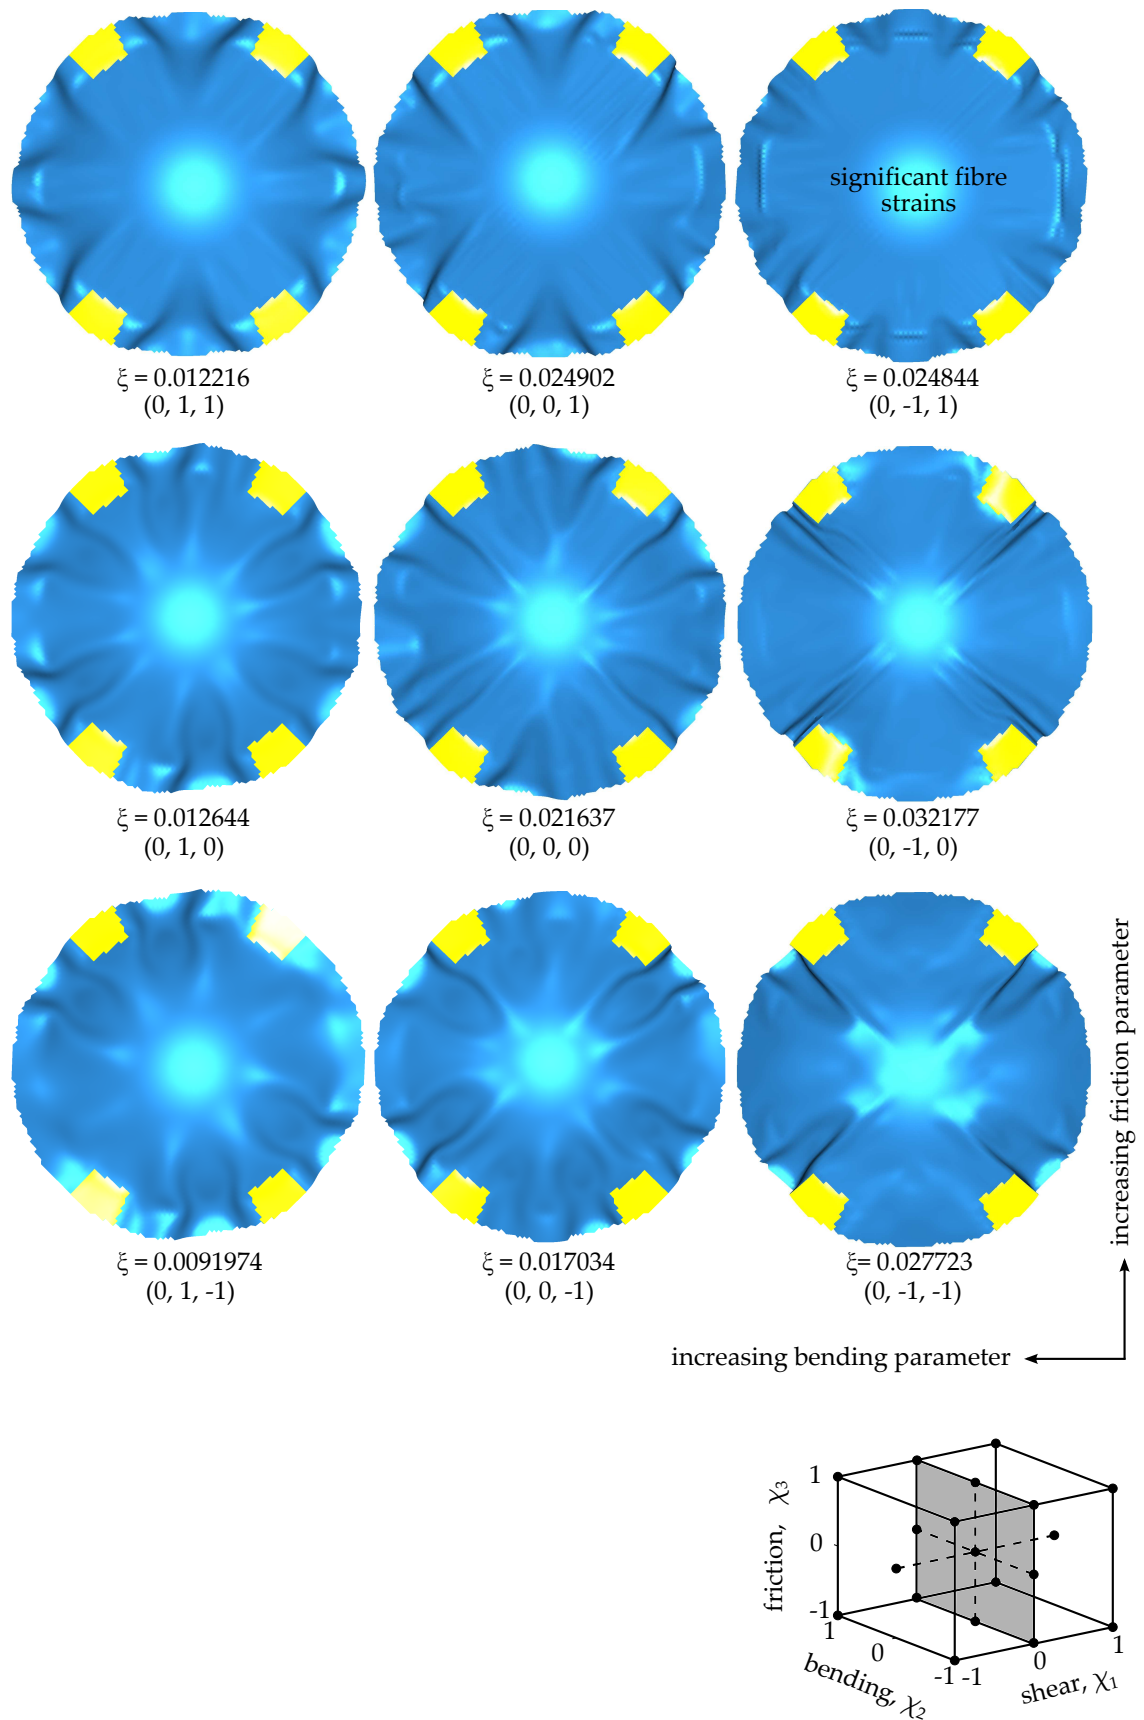 significant fibre
strains
ξ = 0.012216
(0, 1, 1)
ξ = 0.024902
(0, 0, 1)
ξ = 0.024844
(0, -1, 1)
ξ = 0.012644
(0, 1, 0)
ξ = 0.021637
(0, 0, 0)
ξ = 0.032177
(0, -1, 0)
ξ = 0.0091974
(0, 1, -1)
ξ = 0.017034
(0, 0, -1)
ξ= 0.027723
(0, -1, -1)
increasing friction parameter
increasing bending parameter
friction, χ3
1
0
-1
1
0
-1
bending, χ2
-1
0
1
shear, χ1